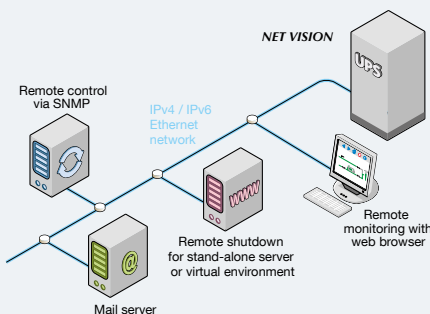 NET VISION
UPS
Remote control
via SNMP
IPv4 / IPv6
Ethernet
network
WWW
Remote
monitoring with
web browser
Remote shutdown
for stand-alone server
or virtual environment
@
Mail server